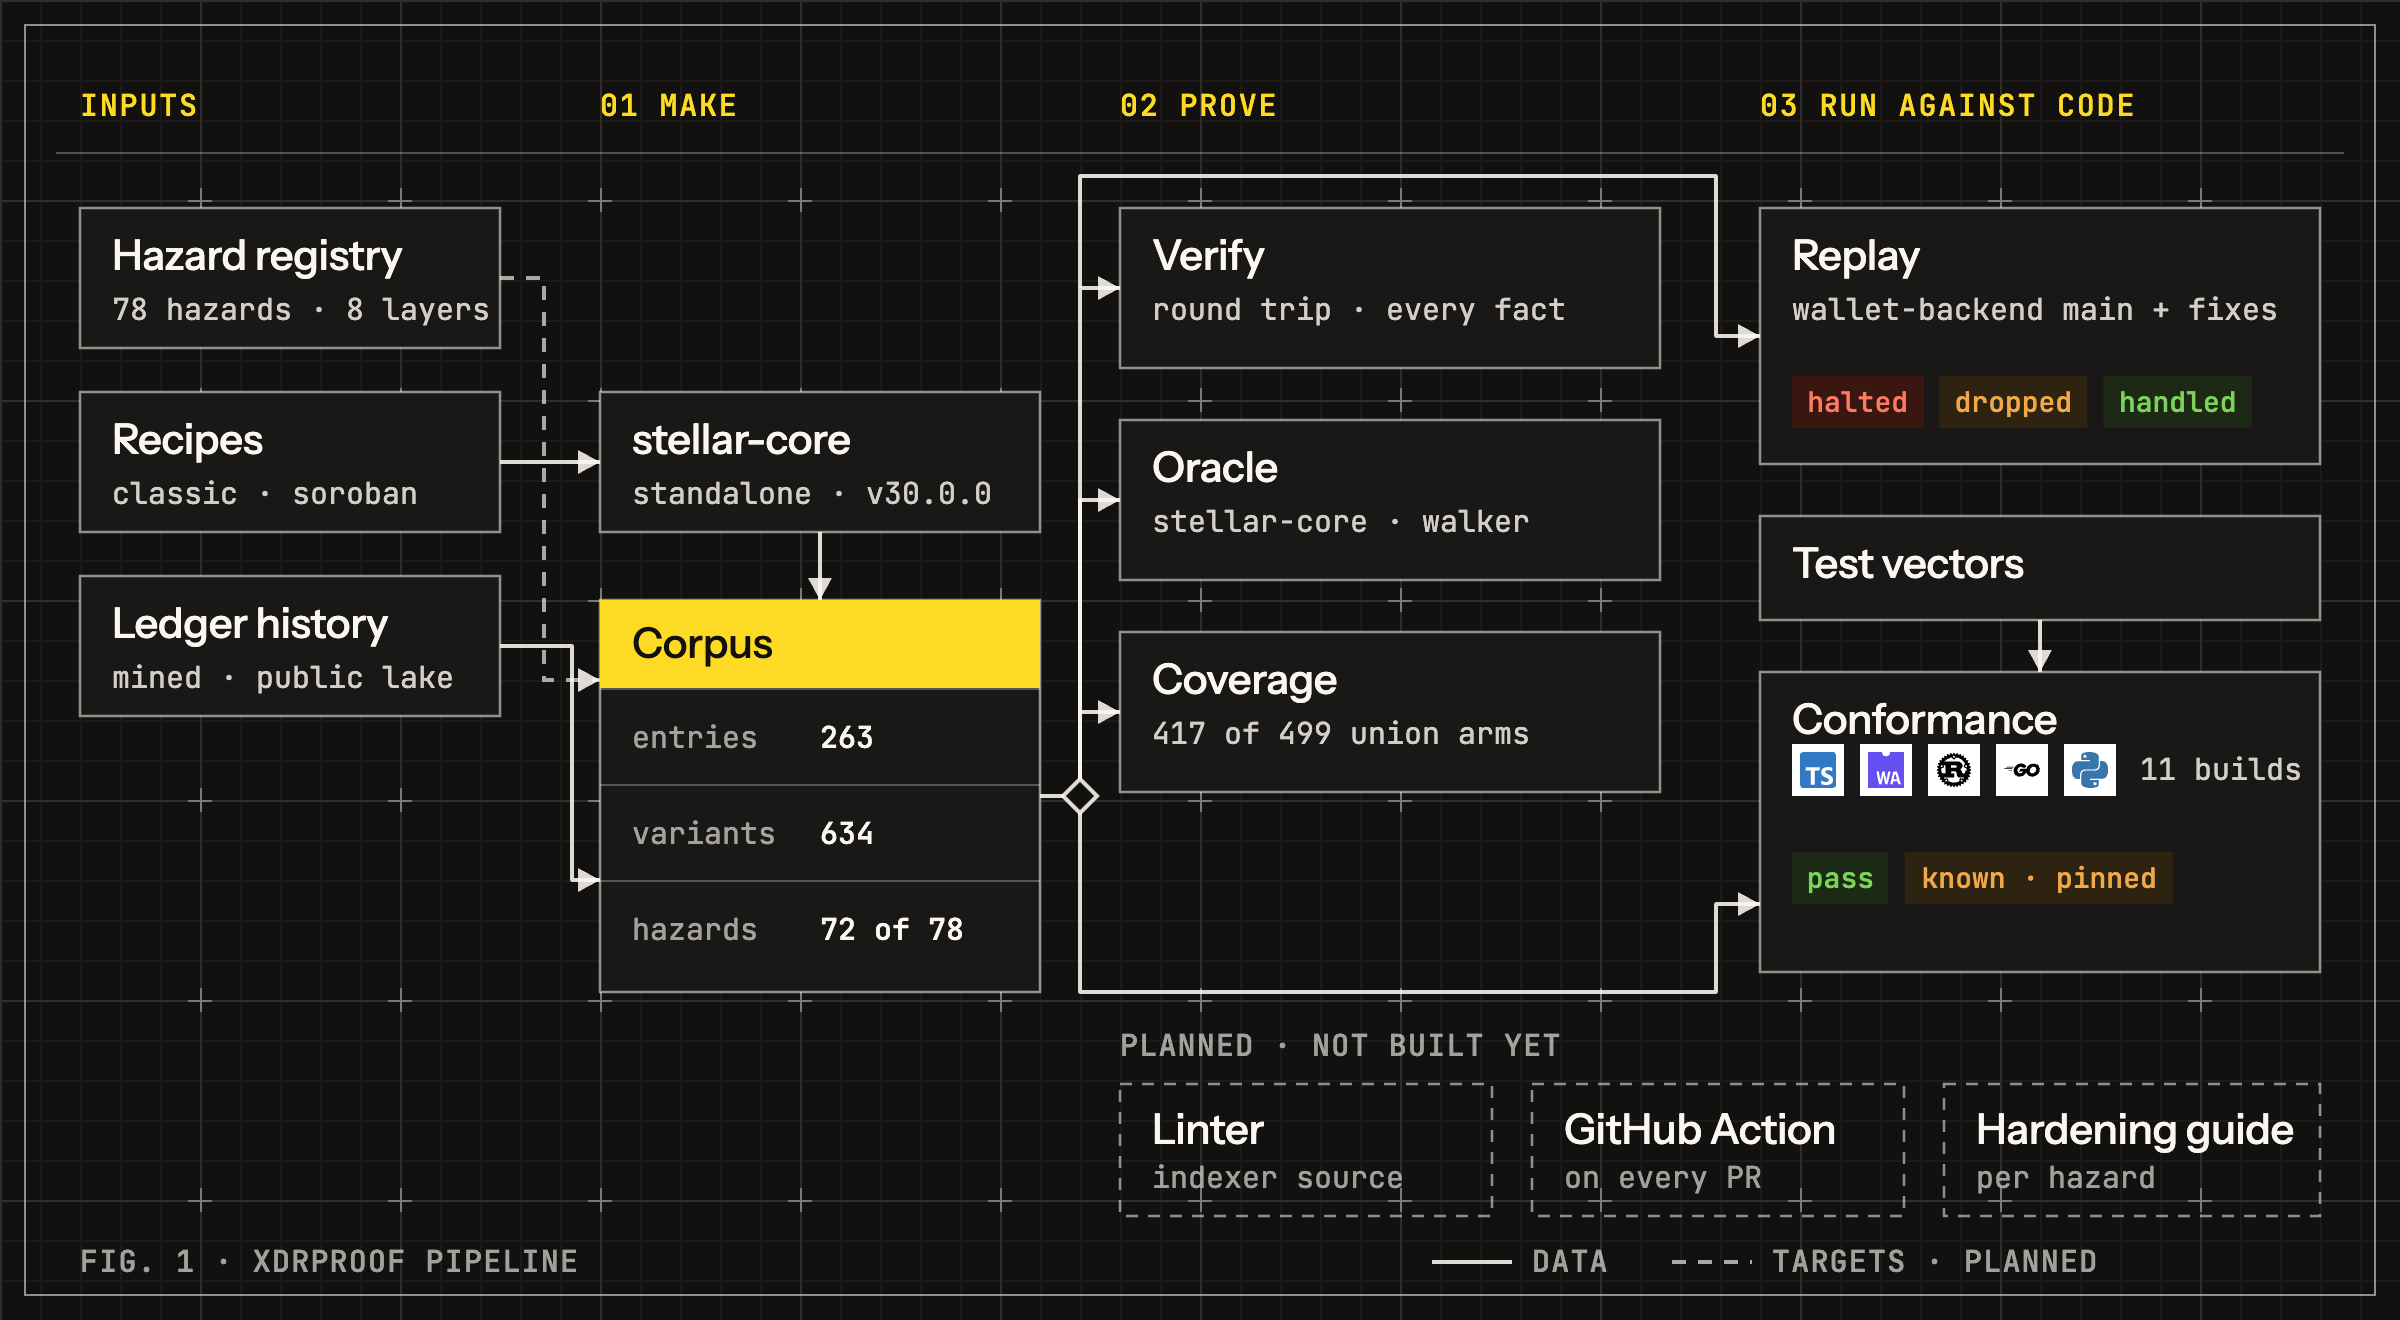 INPUTS
01 MAKE
02 PROVE
03 RUN AGAINST CODE
Hazard registry
78 hazards · 8 layers
Recipes
classic · soroban
Ledger history
mined · public lake
stellar-core
standalone · v30.0.0
Corpus
entries 263
variants 634
hazards 72 of 78
Verify
round trip · every fact
Oracle
stellar-core · walker
Coverage
417 of 499 union arms
Replay
wallet-backend main + fixes
halted dropped handled
Test vectors
Conformance
TS WA R GO 11 builds
pass known · pinned
PLANNED · NOT BUILT YET
Linter
indexer source
GitHub Action
on every PR
Hardening guide
per hazard
FIG. 1 · XDRPROOF PIPELINE
DATA
TARGETS · PLANNED